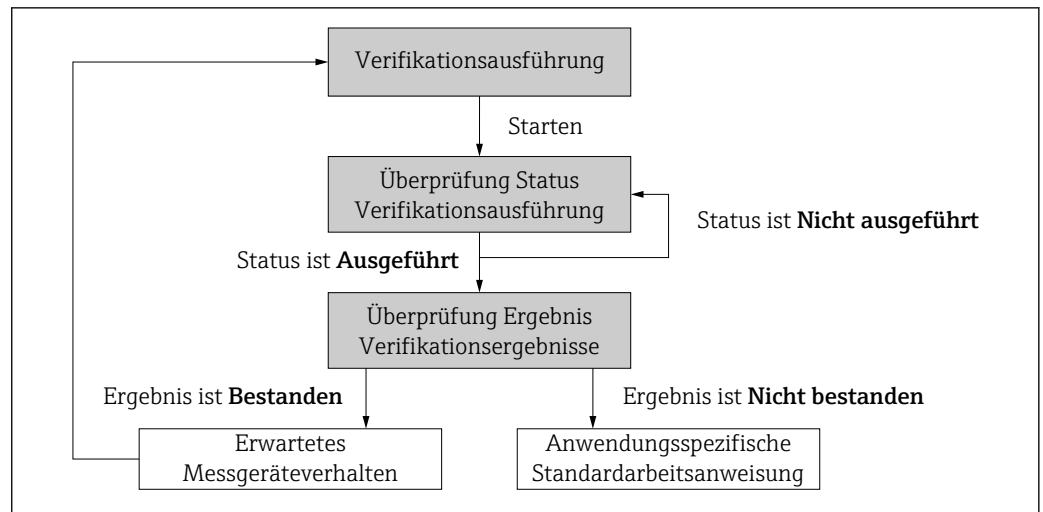 Verifikationsausführung
Starten
Überprüfung Status
Verifikationsausführung
Status ist Nicht ausgeführt
Status ist Ausgeführt
Überprüfung Ergebnis
Verifikationsergebnisse
Ergebnis ist Bestanden
Ergebnis ist Nicht bestanden
Erwartetes
Messgeräteverhalten
Anwendungsspezifische
Standardarbeitsanweisung